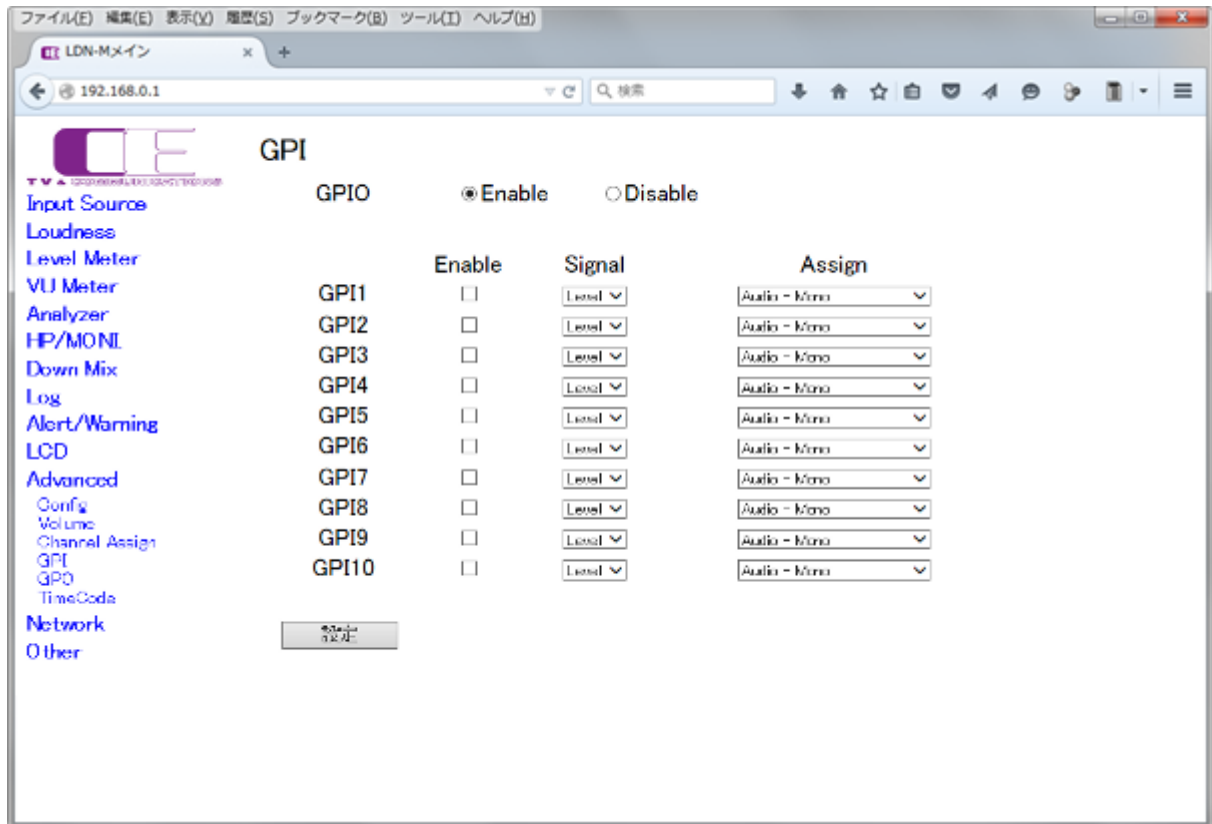 ファイル(F) 編集(E) 表示(V) 履歴(S) ブックマーク(B) ツール(T) ヘルプ(H)
LDN-Mメイン
192.168.0.1
検索
GPI
GPIO Enable Disable
Enable Signal Assign
GPI1 Level Audio - Mono
GPI2 Level Audio - Mono
GPI3 Level Audio - Mono
GPI4 Level Audio - Mono
GPI5 Level Audio - Mono
GPI6 Level Audio - Mono
GPI7 Level Audio - Mono
GPI8 Level Audio - Mono
GPI9 Level Audio - Mono
GPI10 Level Audio - Mono
設定
Input Source
Loudness
Level Meter
VU Meter
Analyzer
HP/MONI
Down Mix
Log
Alert/Warning
LCD
Advanced
Config
Volume
Channel Assign
GPI
GPO
TimeCode
Network
Other